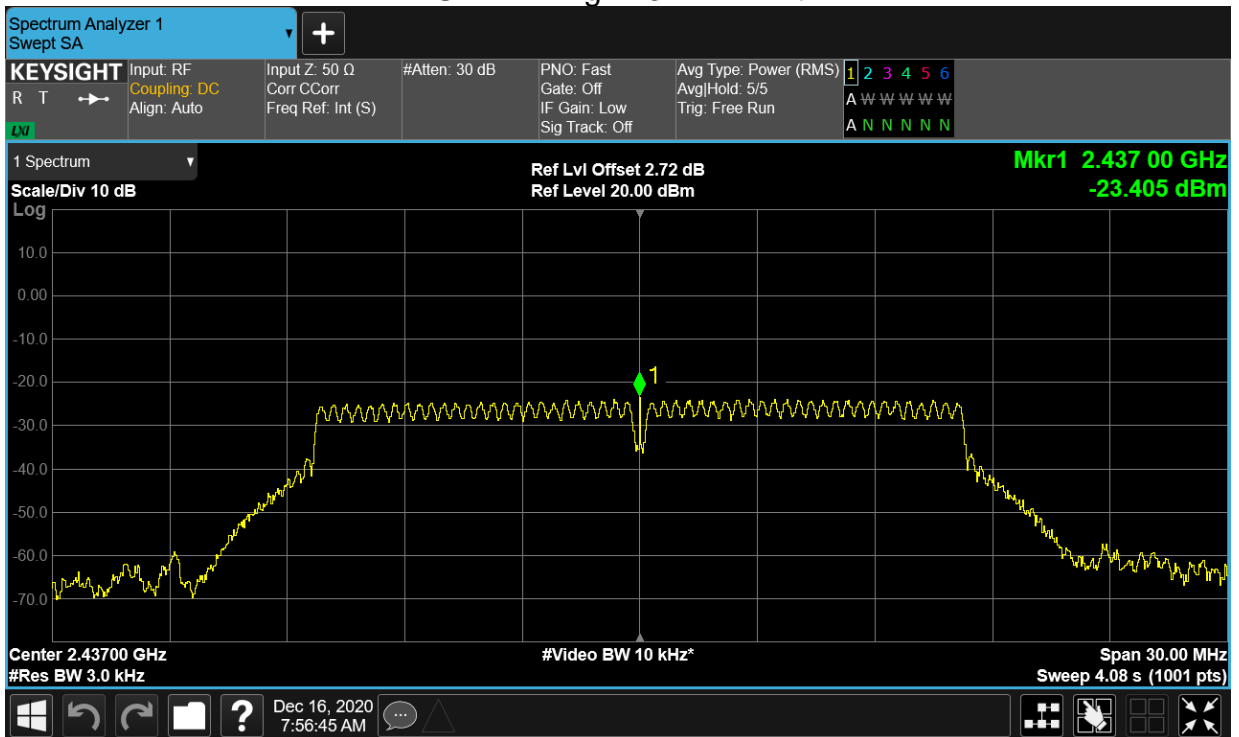 Spectrum Analyzer 1
Swept SA
+
KEYSIGHT
R T
LXI
Input: RF
Coupling: DC
Align: Auto
Input Z: 50 Ω
Corr CCorr
Freq Ref: Int (S)
#Atten: 30 dB
PNO: Fast
Gate: Off
IF Gain: Low
Sig Track: Off
Avg Type: Power (RMS)
Avg|Hold: 5/5
Trig: Free Run
1 2 3 4 5 6
A W W W W W
A N N N N N
1 Spectrum
Scale/Div 10 dB
Log
Ref Lvl Offset 2.72 dB
Ref Level 20.00 dBm
Mkr1 2.437 00 GHz
-23.405 dBm
10.0
0.00
-10.0
-20.0
-30.0
-40.0
-50.0
-60.0
-70.0
1
Center 2.43700 GHz
#Res BW 3.0 kHz
#Video BW 10 kHz*
Span 30.00 MHz
Sweep 4.08 s (1001 pts)
?
Dec 16, 2020
7:56:45 AM